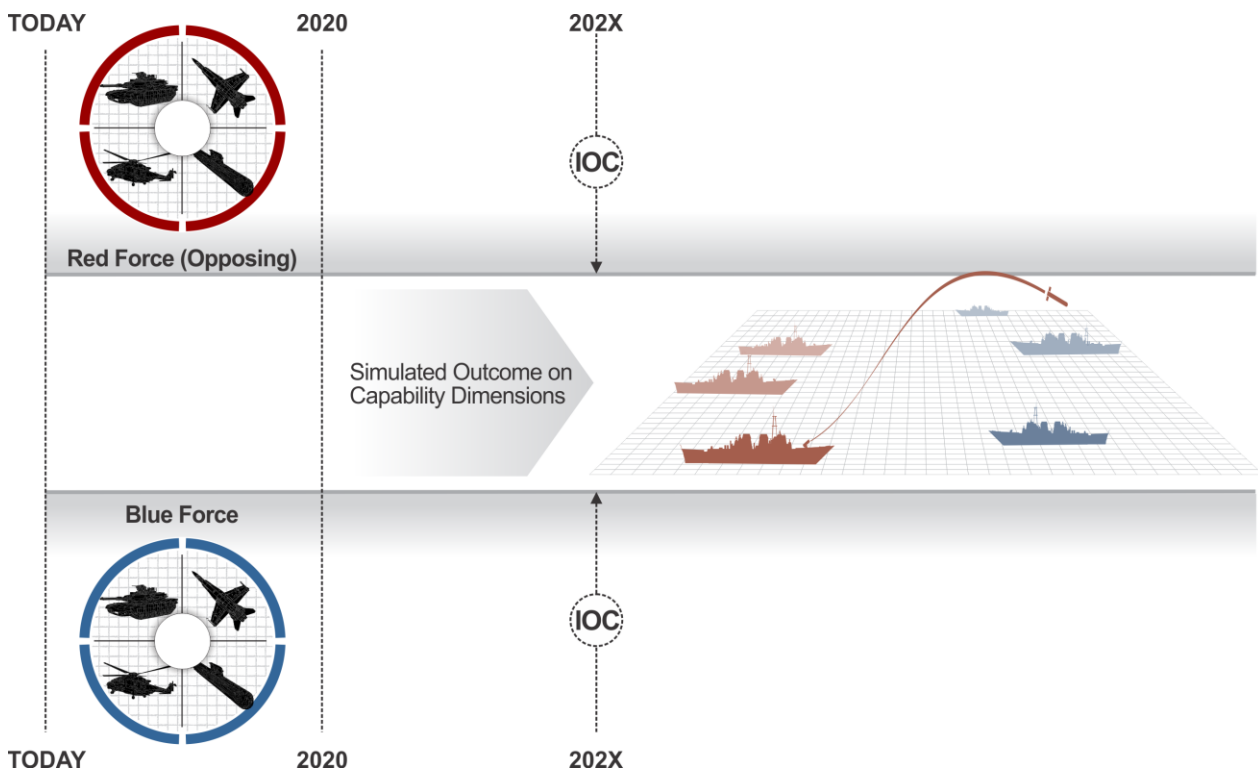 TODAY
2020
202X
IOC
Red Force (Opposing)
Simulated Outcome on
Capability Dimensions
Blue Force
IOC
TODAY
2020
202X